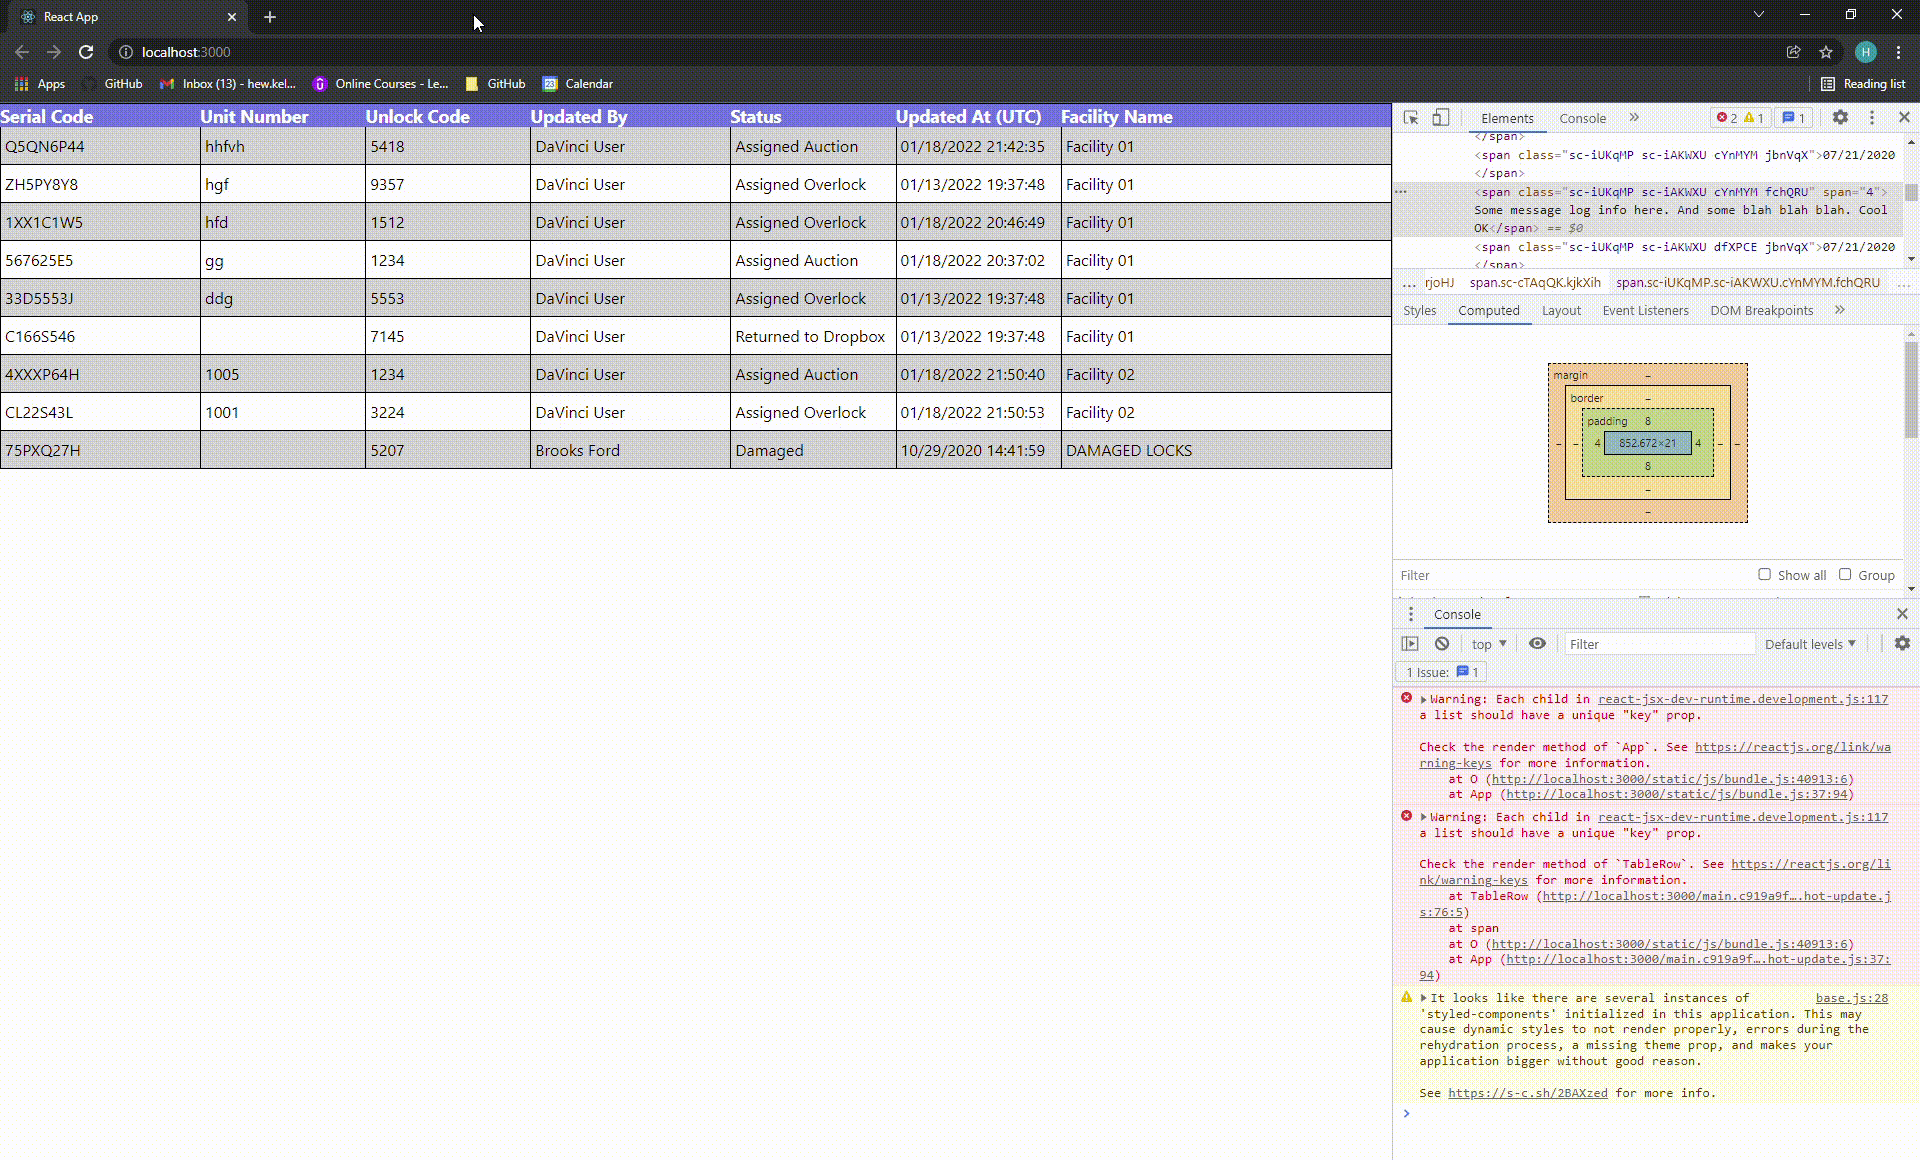 React App
localhost:3000
Apps GitHub Inbox (13) - hew.kel... Online Courses - Le... GitHub 23 Calendar Reading list
H
Serial Code Unit Number Unlock Code Updated By Status Updated At (UTC) Facility Name
Q5QN6P44 hhfvh 5418 DaVinci User Assigned Auction 01/18/2022 21:42:35 Facility 01
ZH5PY8Y8 hgf 9357 DaVinci User Assigned Overlock 01/13/2022 19:37:48 Facility 01
1XX1C1W5 hfd 1512 DaVinci User Assigned Overlock 01/18/2022 20:46:49 Facility 01
567625E5 gg 1234 DaVinci User Assigned Auction 01/18/2022 20:37:02 Facility 01
33D5553J ddg 5553 DaVinci User Assigned Overlock 01/13/2022 19:37:48 Facility 01
C166S546 7145 DaVinci User Returned to Dropbox 01/13/2022 19:37:48 Facility 01
4XXXP64H 1005 1234 DaVinci User Assigned Auction 01/18/2022 21:50:40 Facility 02
CL22S43L 1001 3224 DaVinci User Assigned Overlock 01/18/2022 21:50:53 Facility 02
75PXQ27H 5207 Brooks Ford Damaged 10/29/2020 14:41:59 DAMAGED LOCKS
Elements Console » 2 1 1
</span>
<span class="sc-iUKqMP sc-iAKWXU cYnMYM jbnVqX">07/21/2020
</span>
<span class="sc-iUKqMP sc-iAKWXU cYnMYM fchQRU" span="4">
Some message log info here. And some blah blah blah. Cool
OK</span> == $0
<span class="sc-iUKqMP sc-iAKWXU dfXPCE jbnVqX">07/21/2020
</span>
... rjoHJ span.sc-cTAqQK.kjkXih span.sc-iUKqMP.sc-iAKWXU.cYnMYM.fchQRU ...
Styles Computed Layout Event Listeners DOM Breakpoints »
margin –
border –
padding 8
– – 4 852.672×21 4 – –
8
–
–
Filter Show all Group
Console
top Filter Default levels
1 Issue: 1
Warning: Each child in react-jsx-dev-runtime.development.js:117
a list should have a unique "key" prop.
Check the render method of `App`. See https://reactjs.org/link/wa
rning-keys for more information.
at O (http://localhost:3000/static/js/bundle.js:40913:6)
at App (http://localhost:3000/static/js/bundle.js:37:94)
Warning: Each child in react-jsx-dev-runtime.development.js:117
a list should have a unique "key" prop.
Check the render method of `TableRow`. See https://reactjs.org/li
nk/warning-keys for more information.
at TableRow (http://localhost:3000/main.c919a9f….hot-update.j
s:76:5)
at span
at O (http://localhost:3000/static/js/bundle.js:40913:6)
at App (http://localhost:3000/main.c919a9f….hot-update.js:37:
94)
It looks like there are several instances of base.js:28
'styled-components' initialized in this application. This may
cause dynamic styles to not render properly, errors during the
rehydration process, a missing theme prop, and makes your
application bigger without good reason.
See https://s-c.sh/2BAXzed for more info.